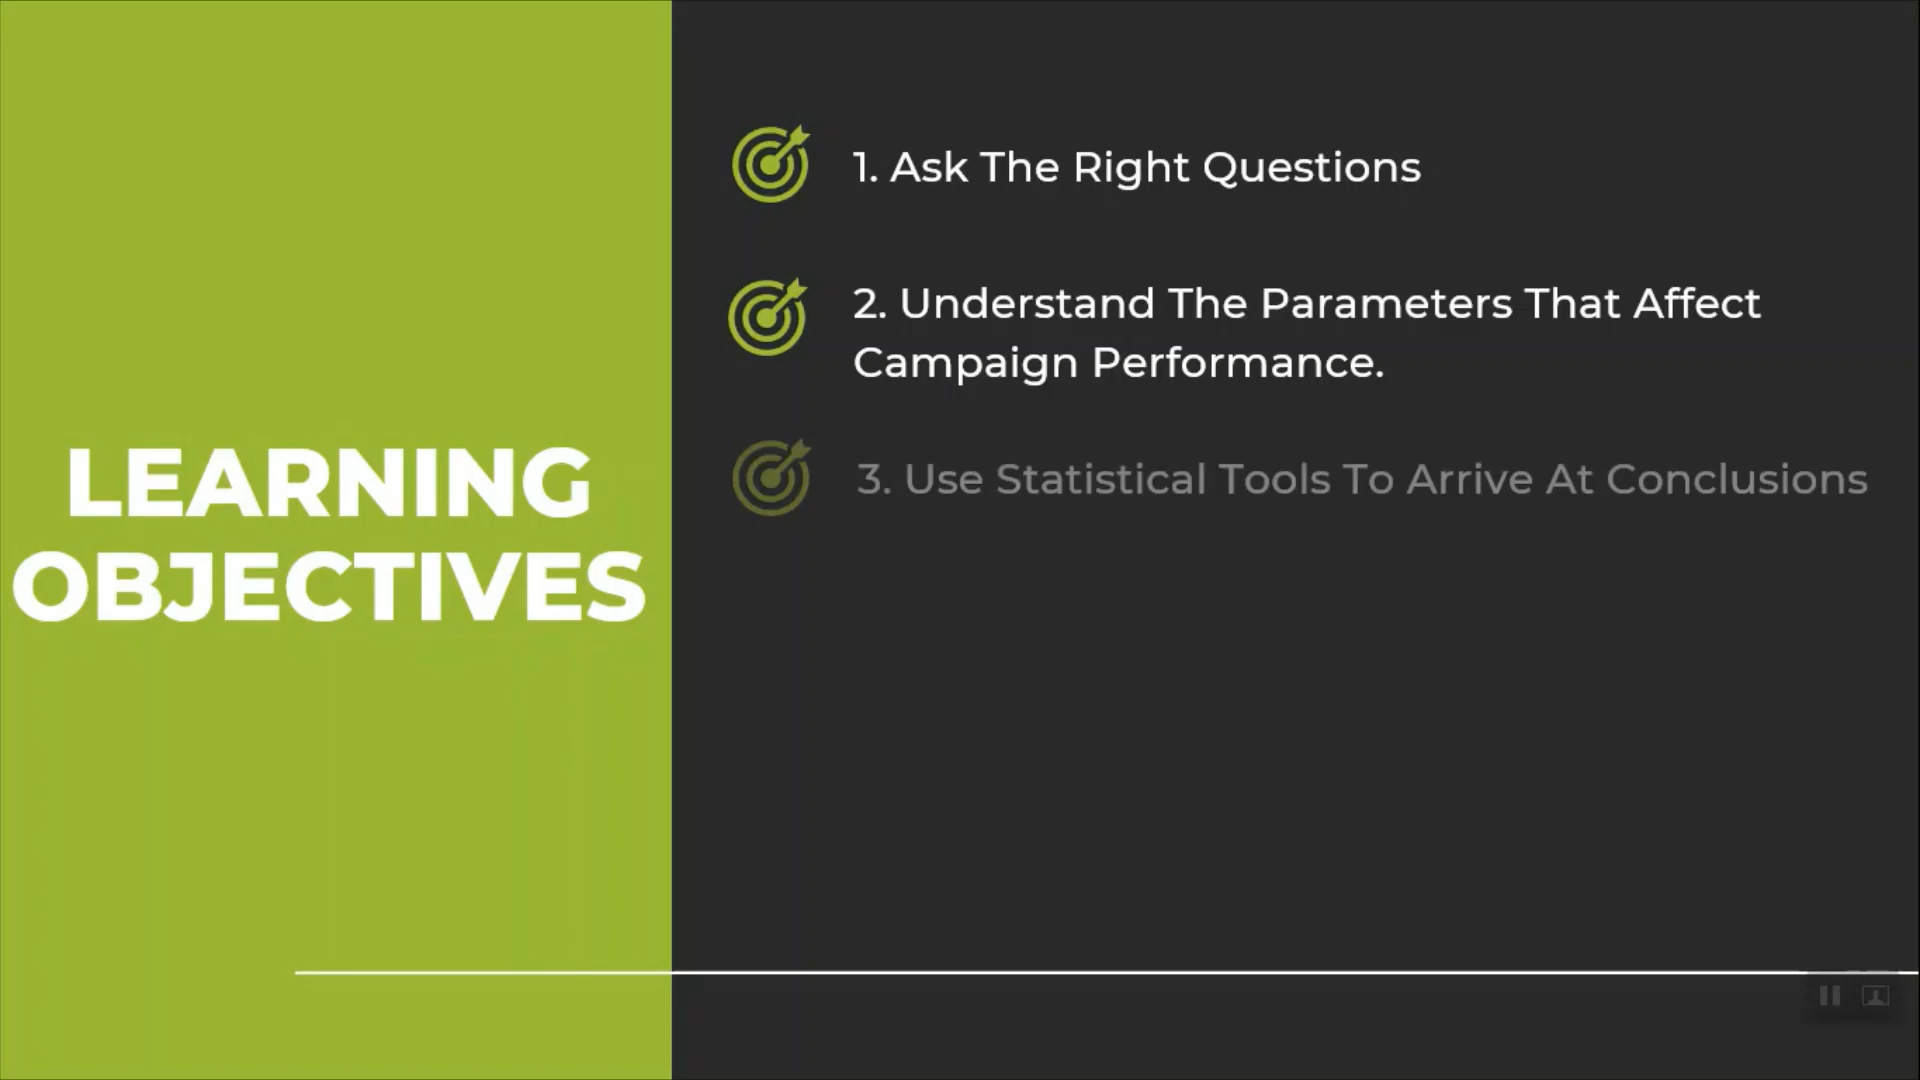 LEARNING
OBJECTIVES
1. Ask The Right Questions
2. Understand The Parameters That Affect
Campaign Performance.
3. Use Statistical Tools To Arrive At Conclusions